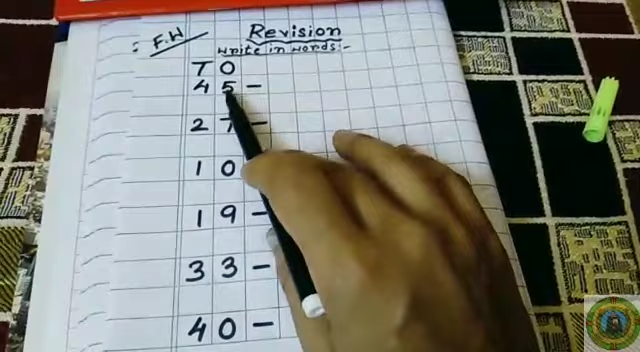 : F.W
Revision
Write in words:-
T O
4 5 -
2 7 -
1 0
1 9 -
3 3 -
4 0 -